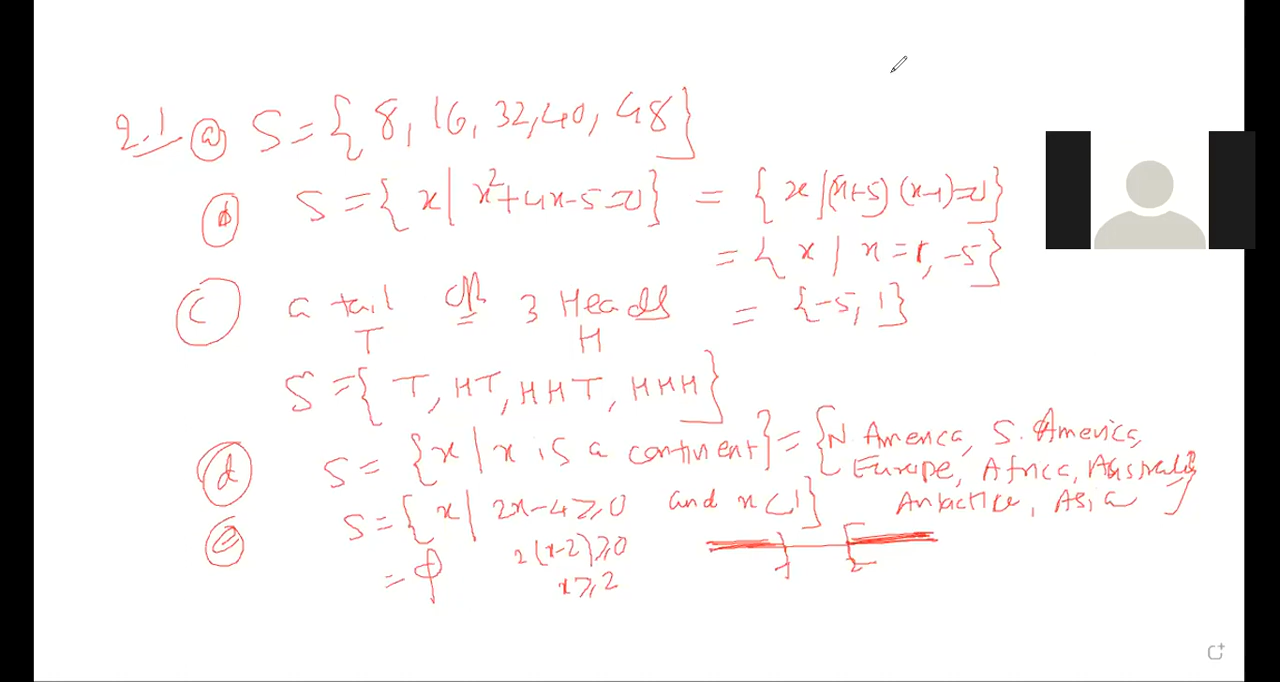 2.1 (a) S = { 8, 16, 32, 40, 48 }
(b) S = { x | x² + 4x - 5 = 0 } = { x | (x+5) (x-1) = 0 }
= { x | x = 1, -5 }
(c) a tail or 3 Heads = { -5, 1 }
T H
S = { T, HT, HHT, HHH }
(d) S = { x | x is a continent } = { N America, S. America,
Europe, Africa, Australia
Antarctica, Asia }
(e) S = { x | 2x - 4 ≥ 0 and x < 1 }
= φ 2(x-2) ≥ 0
x ≥ 2
1 2